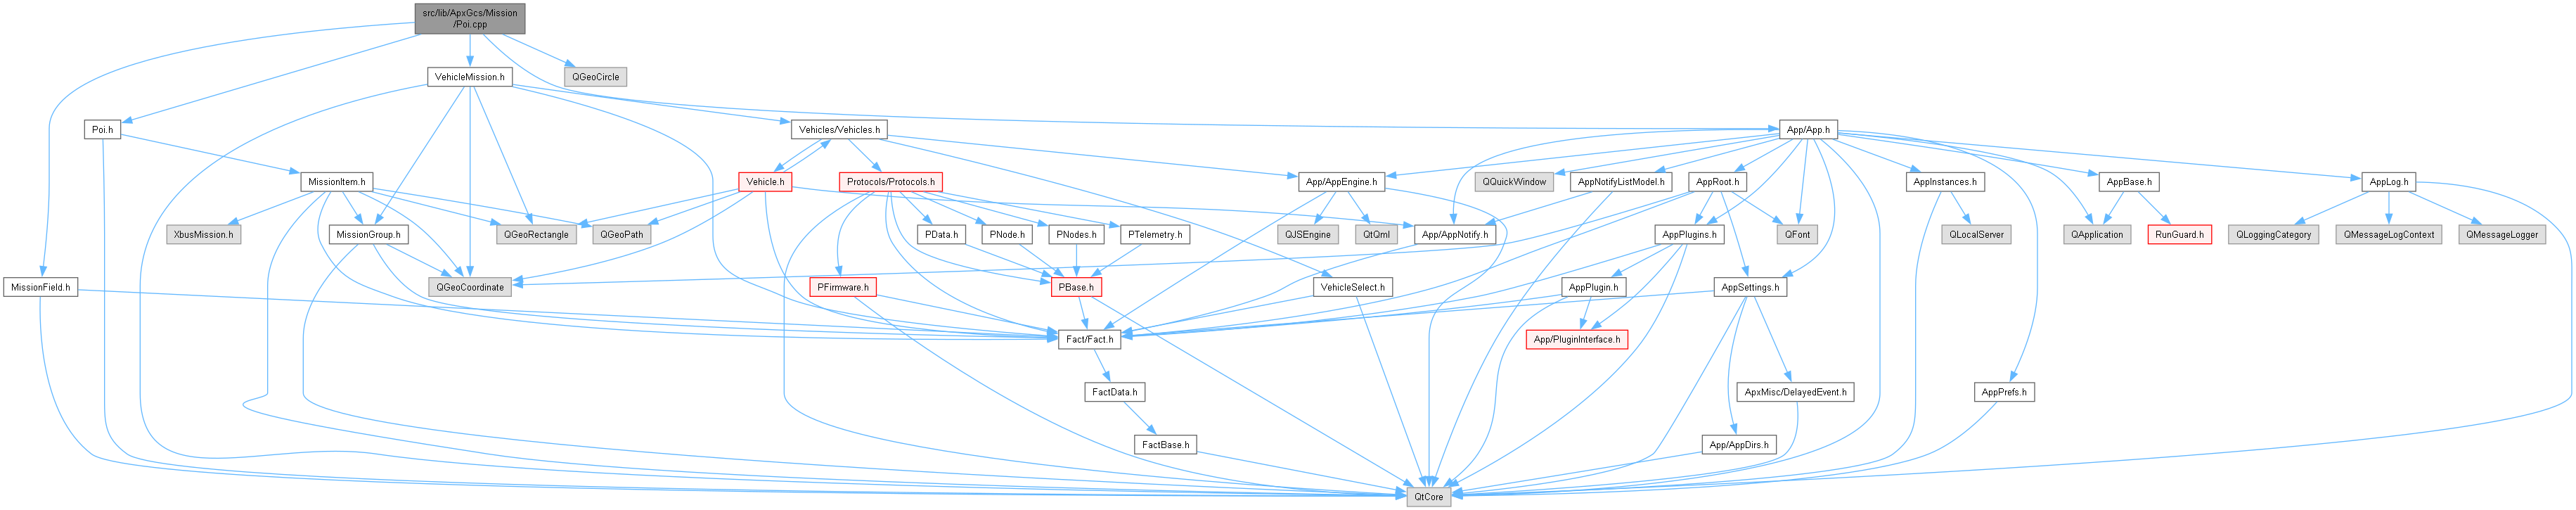 src/lib/ApxGcs/Mission
/Poi.cpp
VehicleMission.h
QGeoCircle
Poi.h
Vehicles/Vehicles.h
App/App.h
MissionItem.h
Vehicle.h
Protocols/Protocols.h
App/AppEngine.h
QQuickWindow
AppNotifyListModel.h
AppRoot.h
AppInstances.h
AppBase.h
AppLog.h
XbusMission.h
MissionGroup.h
QGeoRectangle
QGeoPath
PData.h
PNode.h
PNodes.h
PTelemetry.h
App/AppNotify.h
QJSEngine
QtQml
AppPlugins.h
QFont
QLocalServer
QApplication
RunGuard.h
QLoggingCategory
QMessageLogContext
QMessageLogger
MissionField.h
QGeoCoordinate
PFirmware.h
PBase.h
VehicleSelect.h
AppPlugin.h
AppSettings.h
Fact/Fact.h
App/PluginInterface.h
FactData.h
ApxMisc/DelayedEvent.h
AppPrefs.h
FactBase.h
App/AppDirs.h
QtCore